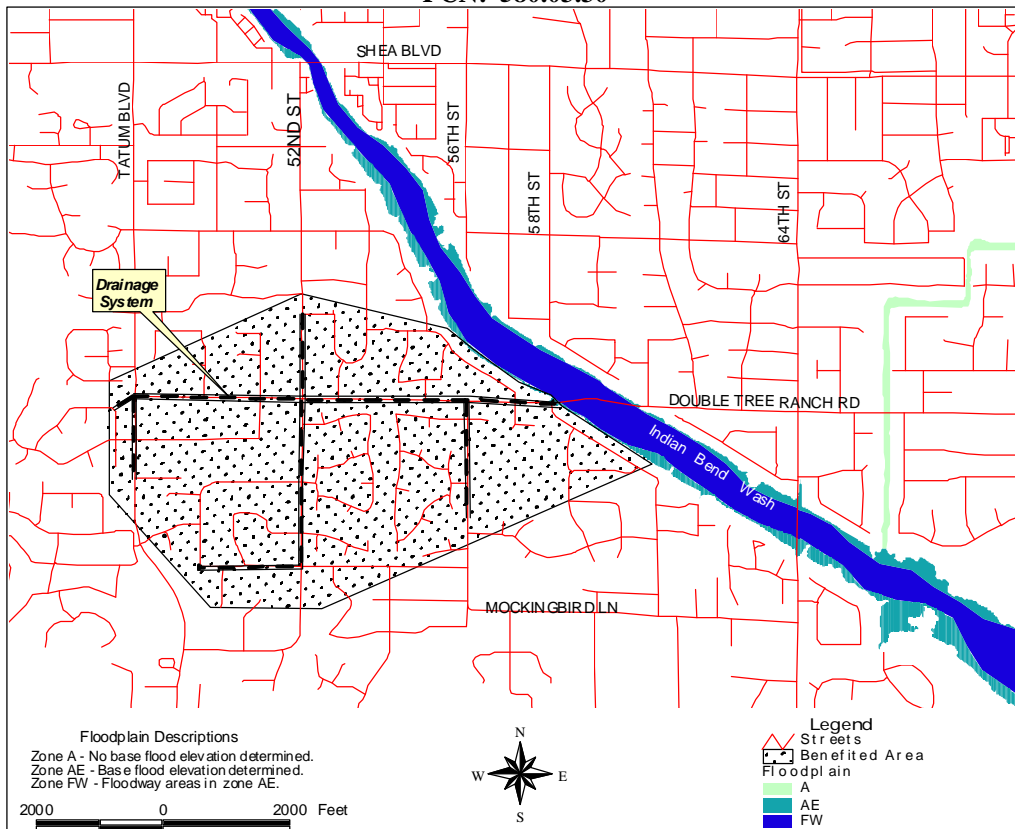 SHEA BLVD
TATUM BLVD
52ND ST
56TH ST
58TH ST
64TH ST
Drainage
System
DOUBLE TREE RANCH RD
Indian Bend Wash
MOCKINGBIRD LN
Floodplain Descriptions
Zone A - No base flood elevation determined.
Zone AE - Base flood elevation determined.
Zone FW - Floodway areas in zone AE.
2000 0 2000 Feet
N
W E
S
Legend
Streets
Benefited Area
Floodplain
A
AE
FW